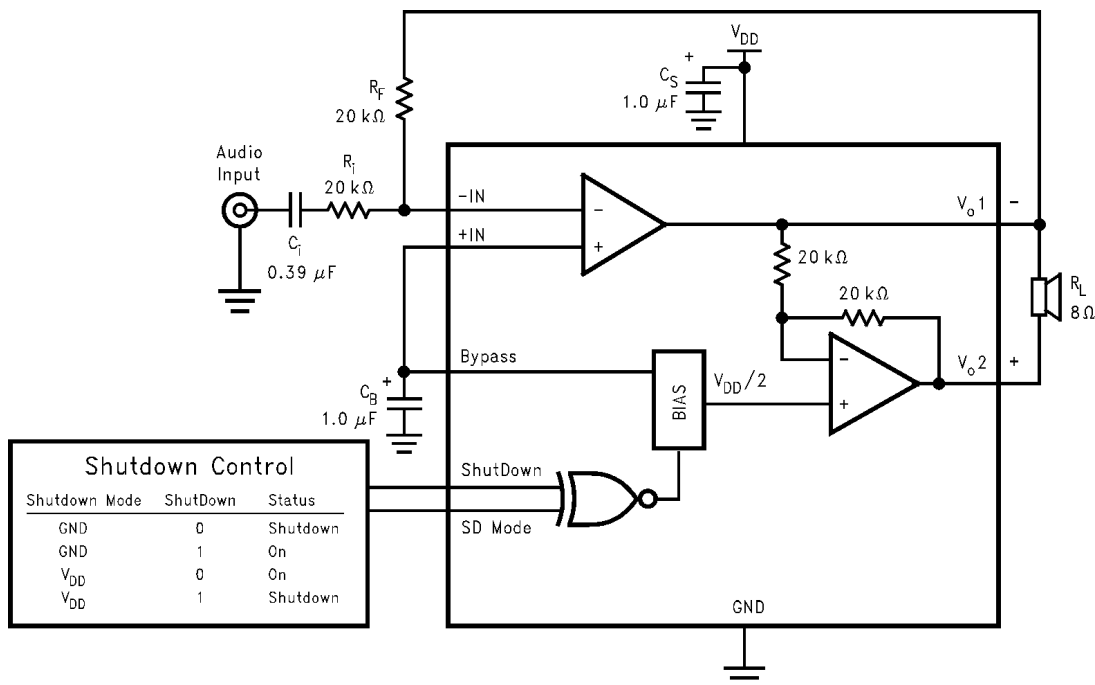 V_DD
+
C_S
1.0 μF
R_F
20 kΩ
Audio
Input
R_i
20 kΩ
C_i
0.39 μF
-IN
+IN
-
+
V_o1 -
20 kΩ
20 kΩ
R_L
8Ω
Bypass
+
C_B
1.0 μF
BIAS
V_DD/2
-
+
V_o2 +
ShutDown
SD Mode
GND
Shutdown Control
Shutdown Mode ShutDown Status
GND 0 Shutdown
GND 1 On
V_DD 0 On
V_DD 1 Shutdown